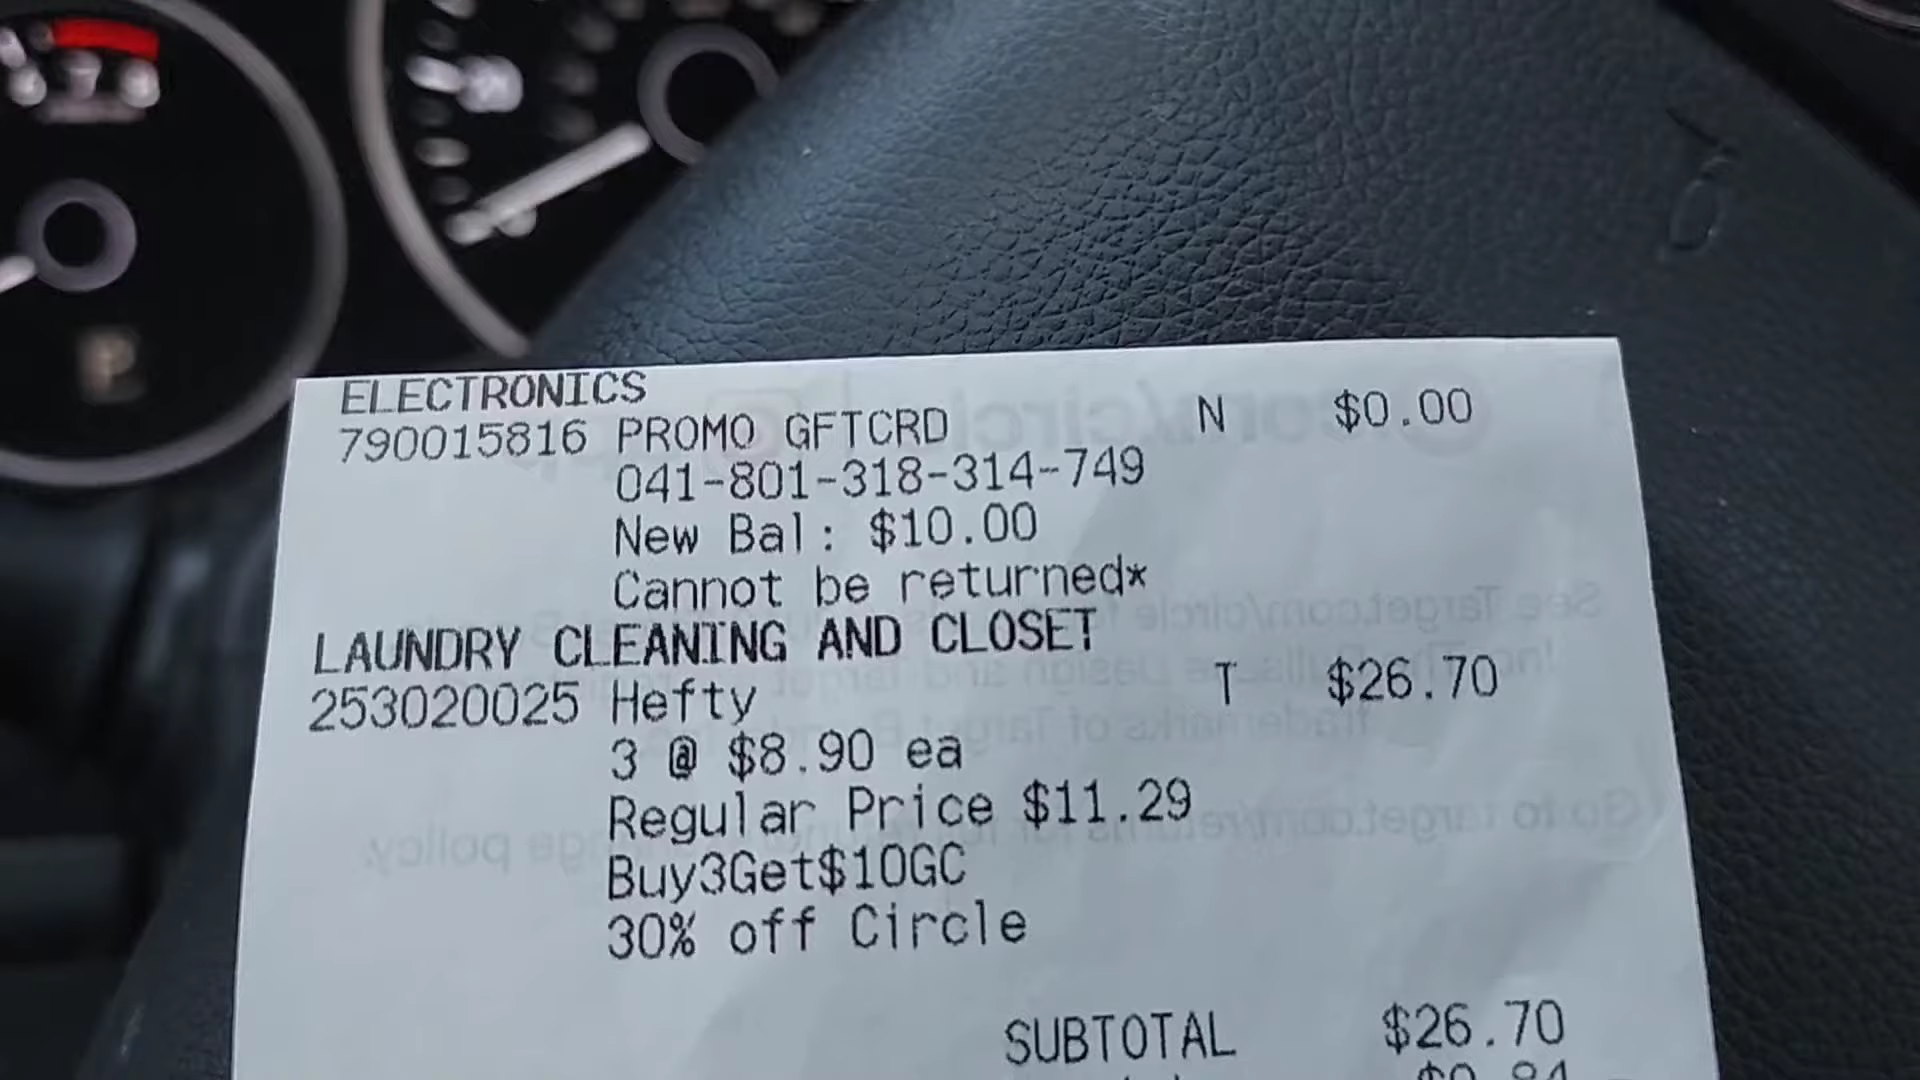 ELECTRONICS
790015816 PROMO GFTCRD N $0.00
041-801-318-314-749
New Bal: $10.00
Cannot be returned*
LAUNDRY CLEANING AND CLOSET
253020025 Hefty T $26.70
3 @ $8.90 ea
Regular Price $11.29
Buy3Get$10GC
30% off Circle
SUBTOTAL $26.70
P